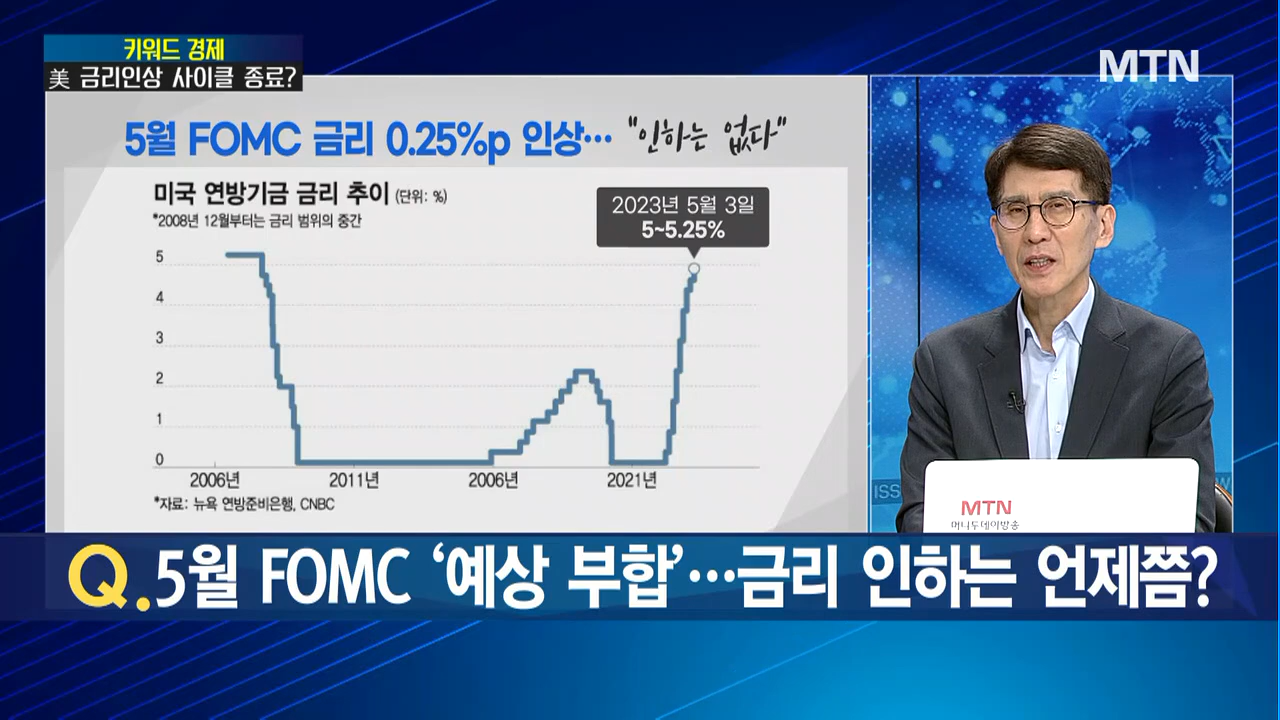 키워드 경제
美 금리인상 사이클 종료?
MTN
5월 FOMC 금리 0.25%p 인상… "인하는 없다"
미국 연방기금 금리 추이 (단위: %)
*2008년 12월부터는 금리 범위의 중간
2023년 5월 3일
5~5.25%
5
4
3
2
1
0
2006년 2011년 2006년 2021년
*자료: 뉴욕 연방준비은행, CNBC
ISS
MTN
머니투데이방송
Q.5월 FOMC ‘예상 부합’…금리 인하는 언제쯤?